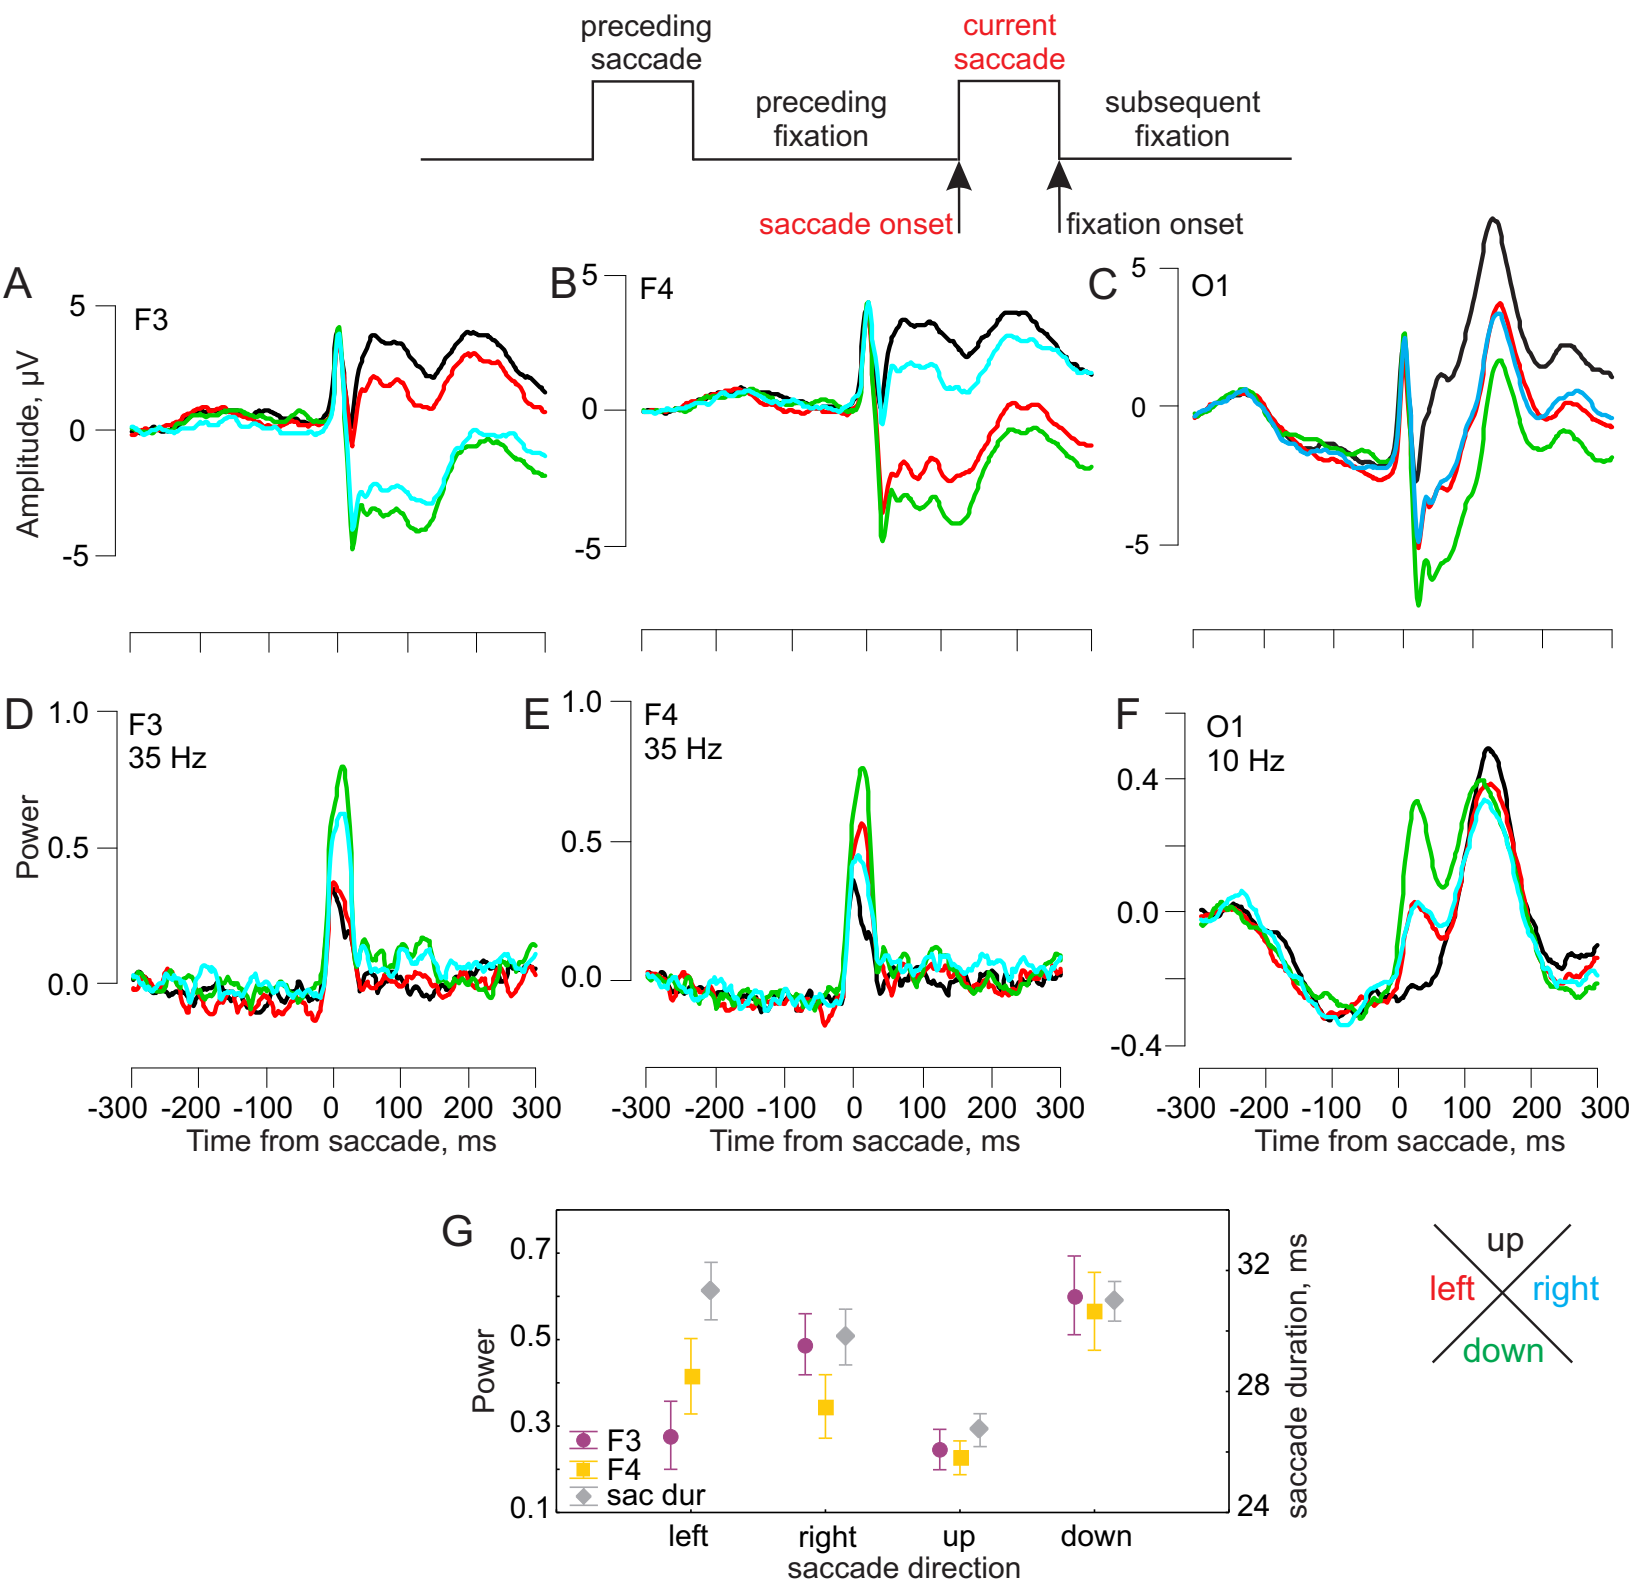 preceding
saccade
current
saccade
preceding
fixation
subsequent
fixation
saccade onset
fixation onset
A
F3
5
0
-5
Amplitude, µV
B
F4
5
0
-5
C
O1
5
0
-5
D
F3
35 Hz
1.0
0.5
0.0
Power
-300 -200 -100 0 100 200 300
Time from saccade, ms
E
F4
35 Hz
1.0
0.5
0.0
-300 -200 -100 0 100 200 300
Time from saccade, ms
F
O1
10 Hz
0.4
0.0
-0.4
-300 -200 -100 0 100 200 300
Time from saccade, ms
G
0.7
0.5
0.3
0.1
Power
F3
F4
sac dur
32
28
24
saccade duration, ms
left right up down
saccade direction
up
left right
down